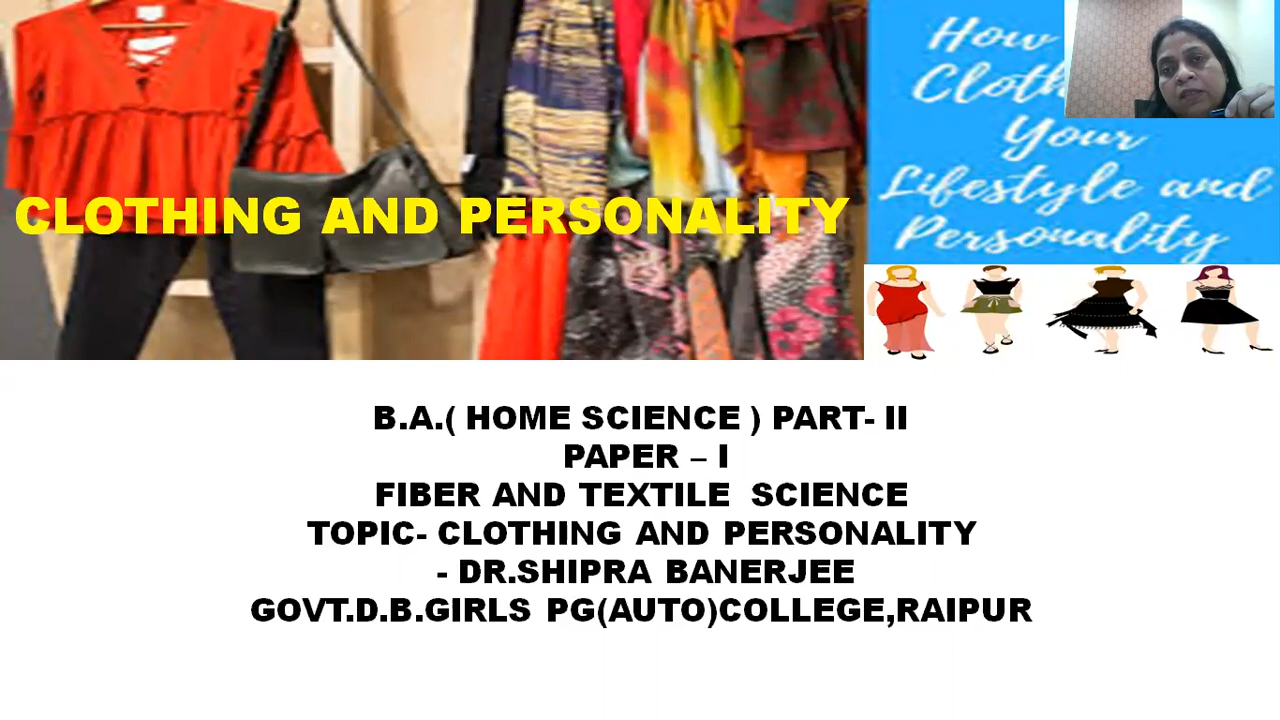 CLOTHING AND PERSONALITY
How
Your
Lifestyle and
Personality
B.A.( HOME SCIENCE ) PART- II
PAPER – I
FIBER AND TEXTILE SCIENCE
TOPIC- CLOTHING AND PERSONALITY
- DR.SHIPRA BANERJEE
GOVT.D.B.GIRLS PG(AUTO)COLLEGE,RAIPUR